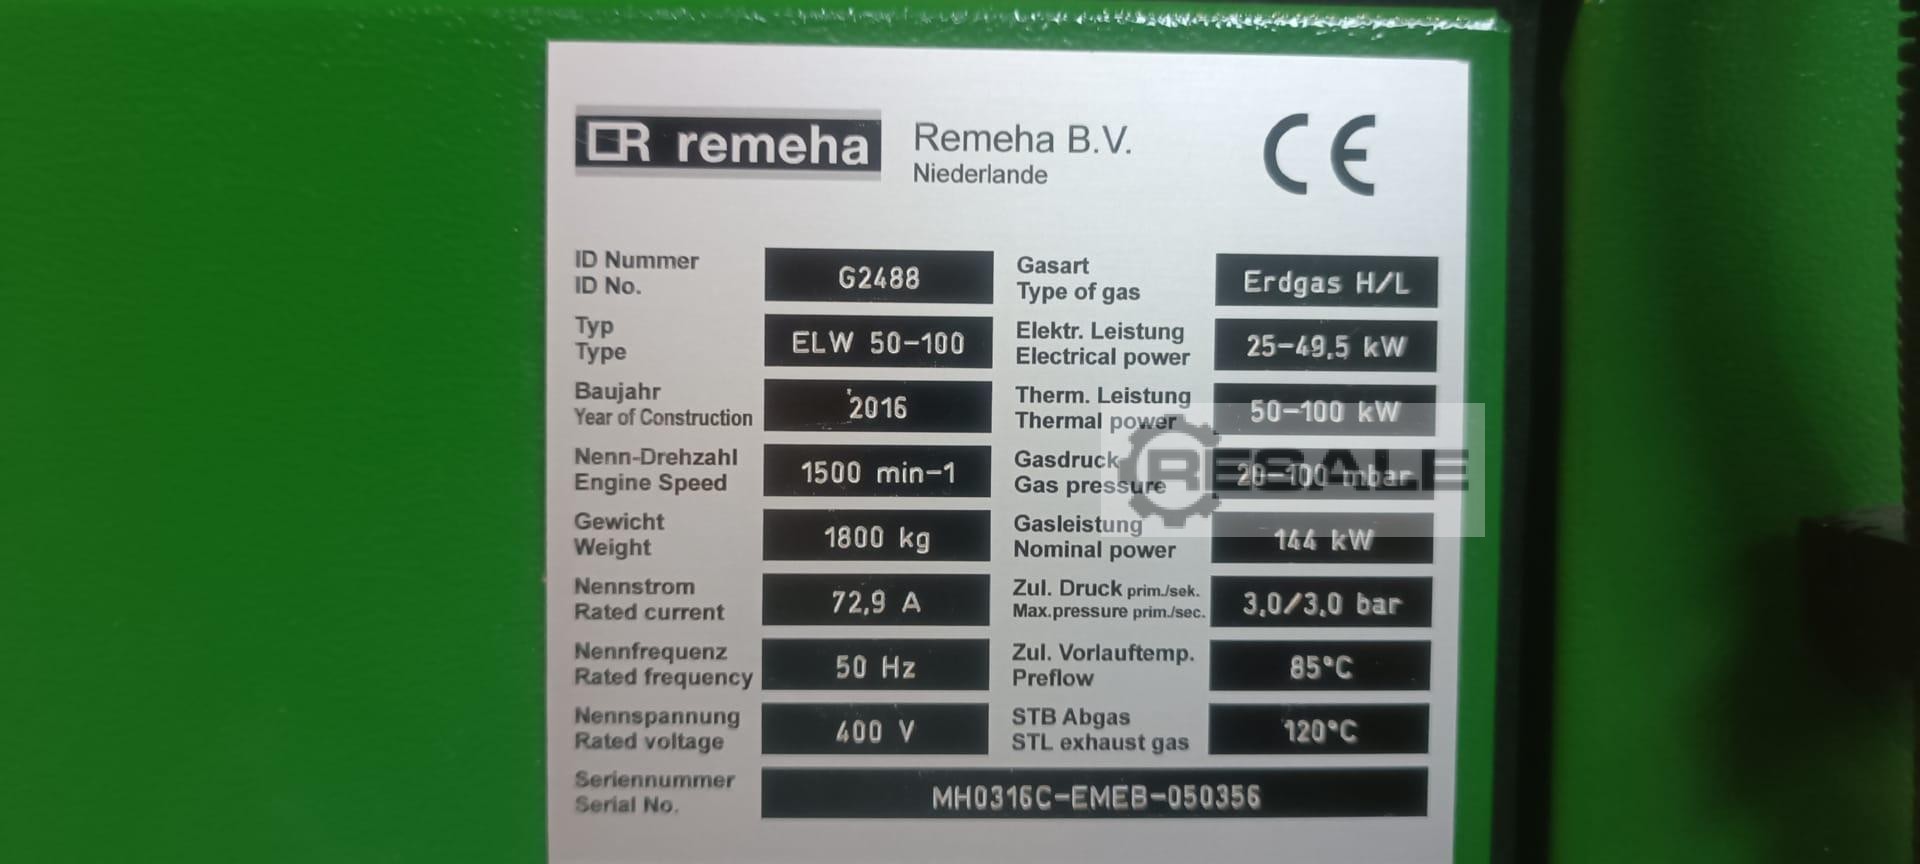 remeha
Remeha B.V.
Niederlande
CE
ID Nummer
ID No.
G2488
Typ
Type
ELW 50-100
Baujahr
Year of Construction
2016
Nenn-Drehzahl
Engine Speed
1500 min-1
Gewicht
Weight
1800 kg
Nennstrom
Rated current
72,9 A
Nennfrequenz
Rated frequency
50 Hz
Nennspannung
Rated voltage
400 V
Gasart
Type of gas
Erdgas H/L
Elektr. Leistung
Electrical power
25-49,5 kW
Therm. Leistung
Thermal power
50-100 kW
Gasdruck
Gas pressure
20-100 mbar
RESALE
Gasleistung
Nominal power
144 kW
Zul. Druck prim./sek.
Max.pressure prim./sec.
3,0/3,0 bar
Zul. Vorlauftemp.
Preflow
85°C
STB Abgas
STL exhaust gas
120°C
Seriennummer
Serial No.
MH0316C-EMEB-050356